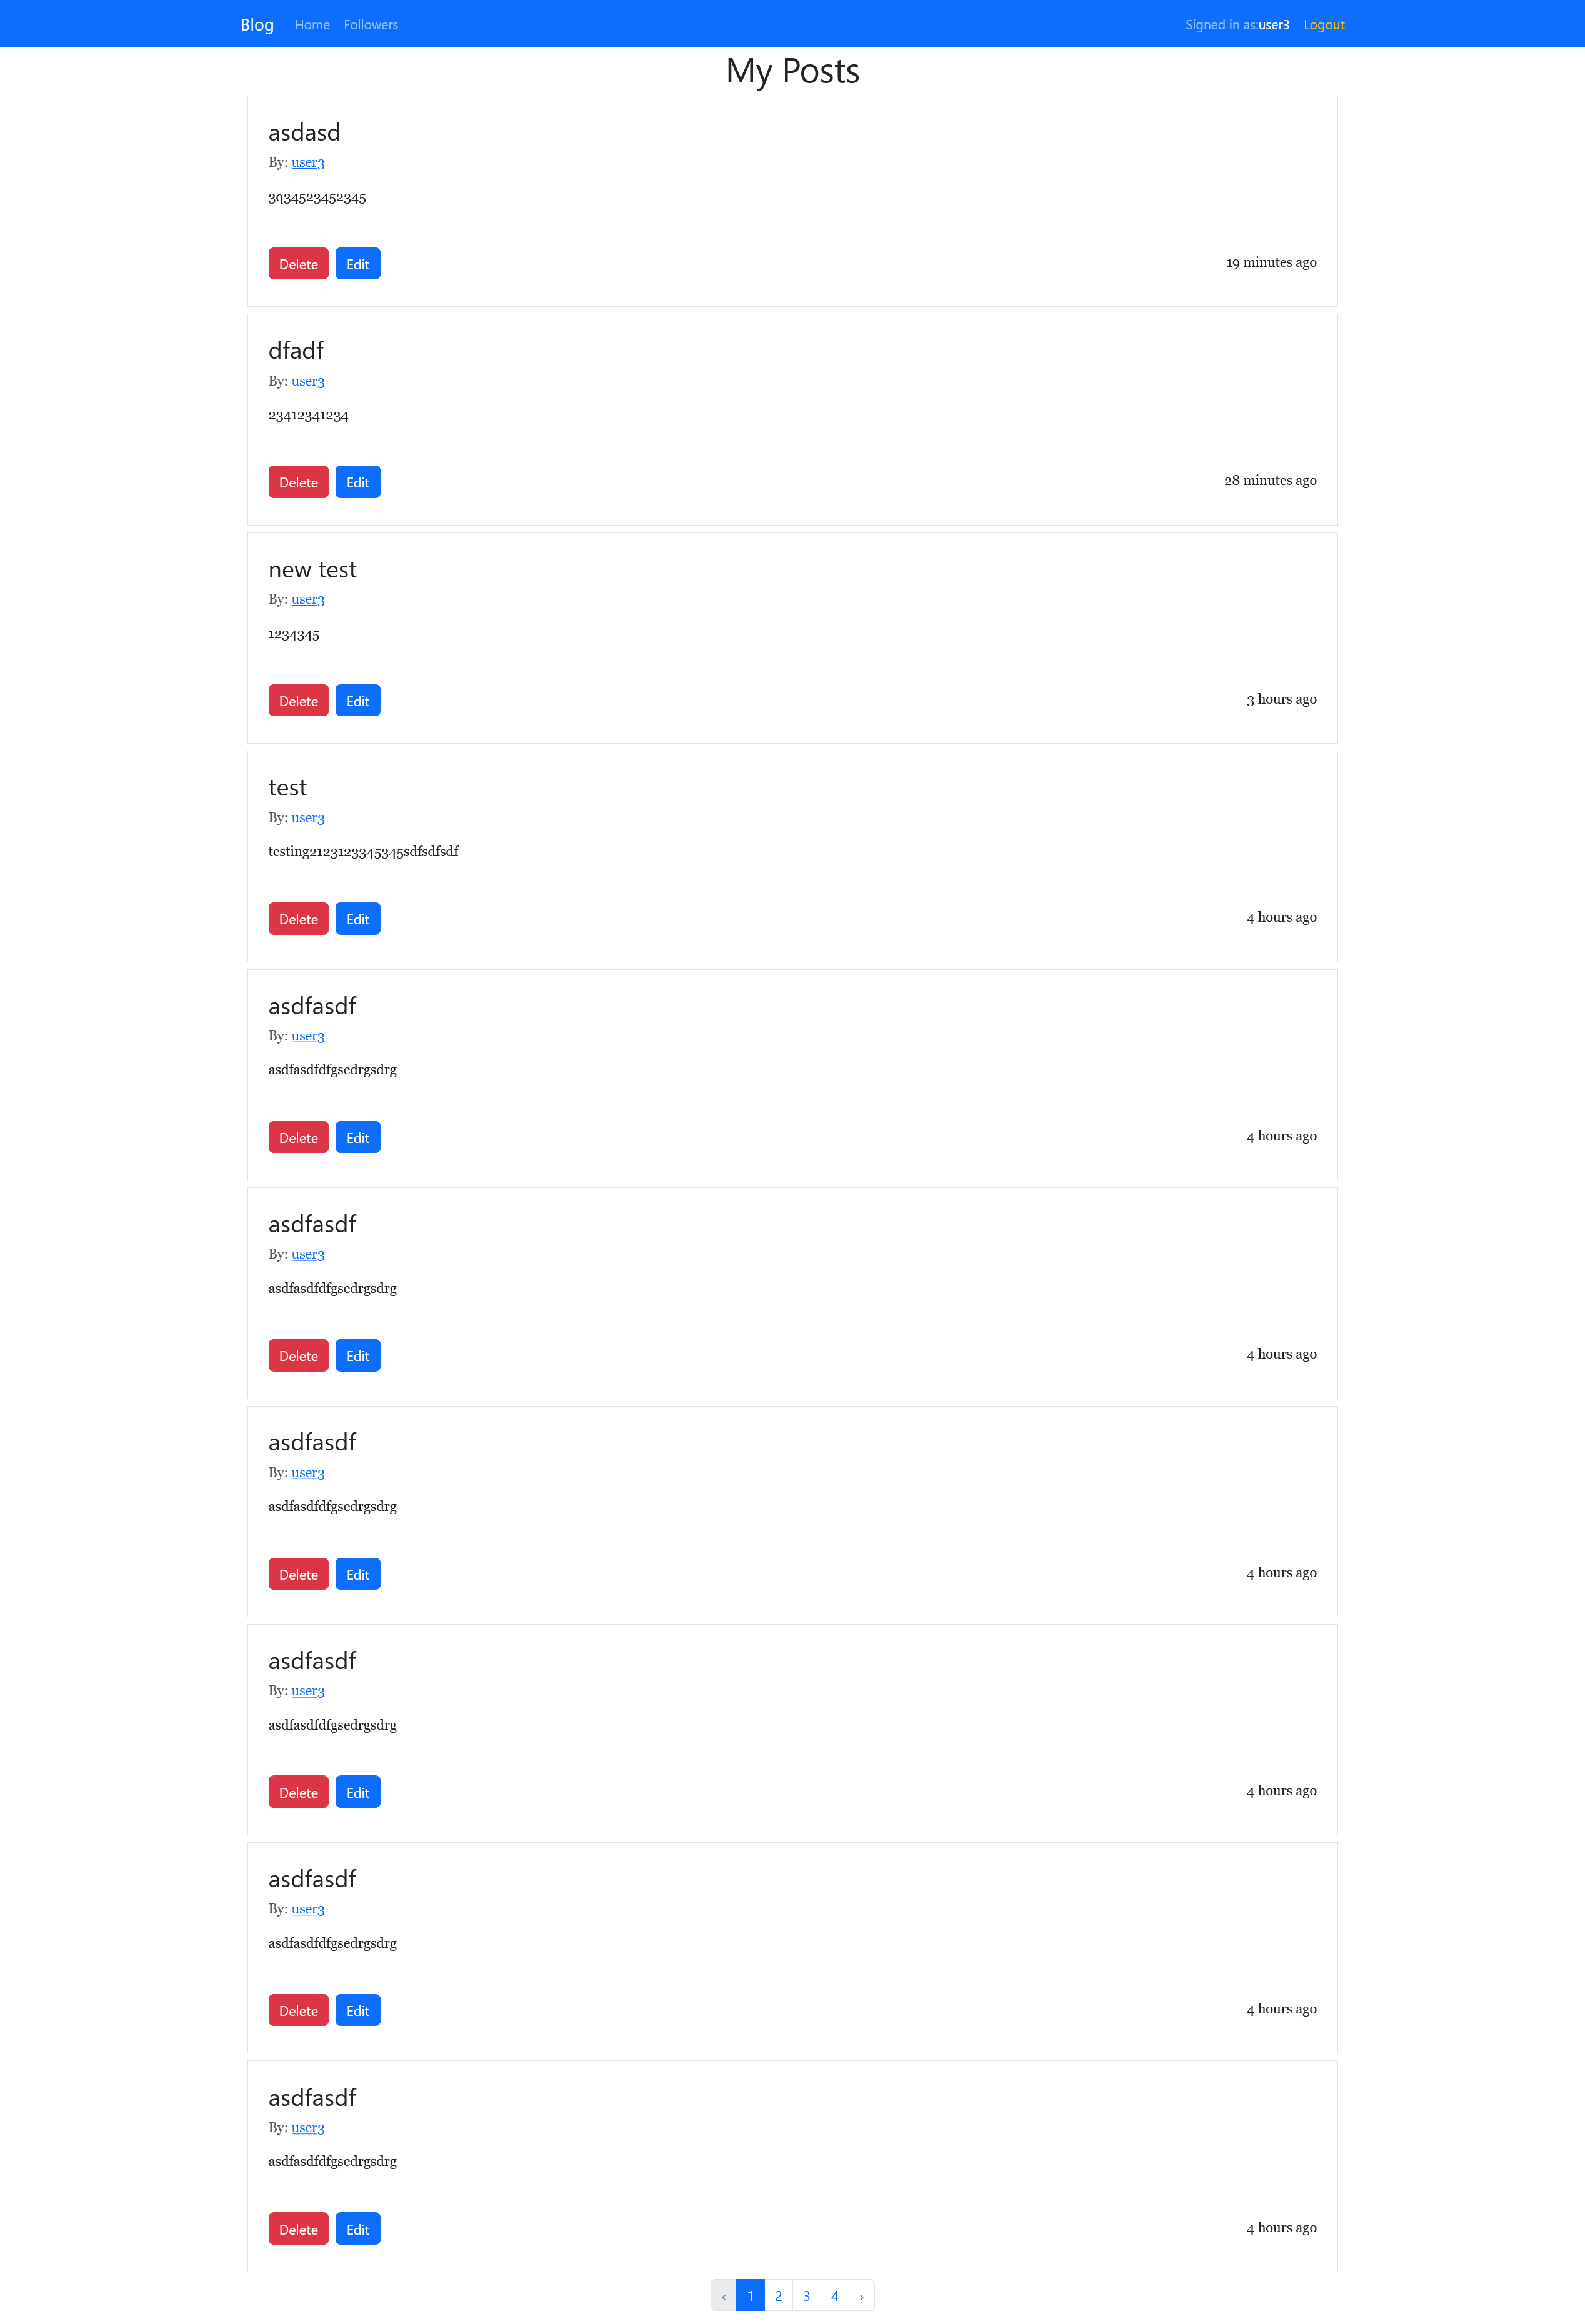 Blog Home Followers Signed in as:user3 Logout
My Posts
asdasd
By: user3
3q34523452345
Delete Edit 19 minutes ago
dfadf
By: user3
23412341234
Delete Edit 28 minutes ago
new test
By: user3
1234345
Delete Edit 3 hours ago
test
By: user3
testing2123123345345sdfsdfsdf
Delete Edit 4 hours ago
asdfasdf
By: user3
asdfasdfdfgsedrgsdrg
Delete Edit 4 hours ago
asdfasdf
By: user3
asdfasdfdfgsedrgsdrg
Delete Edit 4 hours ago
asdfasdf
By: user3
asdfasdfdfgsedrgsdrg
Delete Edit 4 hours ago
asdfasdf
By: user3
asdfasdfdfgsedrgsdrg
Delete Edit 4 hours ago
asdfasdf
By: user3
asdfasdfdfgsedrgsdrg
Delete Edit 4 hours ago
asdfasdf
By: user3
asdfasdfdfgsedrgsdrg
Delete Edit 4 hours ago
‹ 1 2 3 4 ›